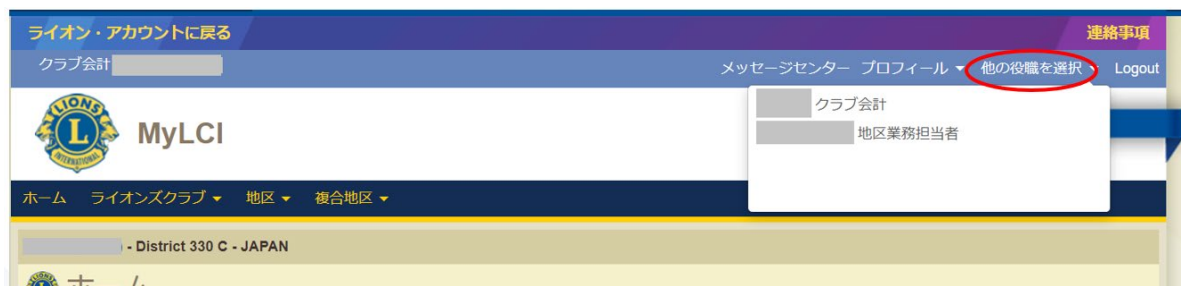 ライオン・アカウントに戻る 連絡事項
クラブ会計 メッセージセンター プロフィール 他の役職を選択 Logout
クラブ会計
地区業務担当者
LIONS
L
INTERNATIONAL
MyLCI
ホーム ライオンズクラブ 地区 複合地区
- District 330 C - JAPAN
ホーム